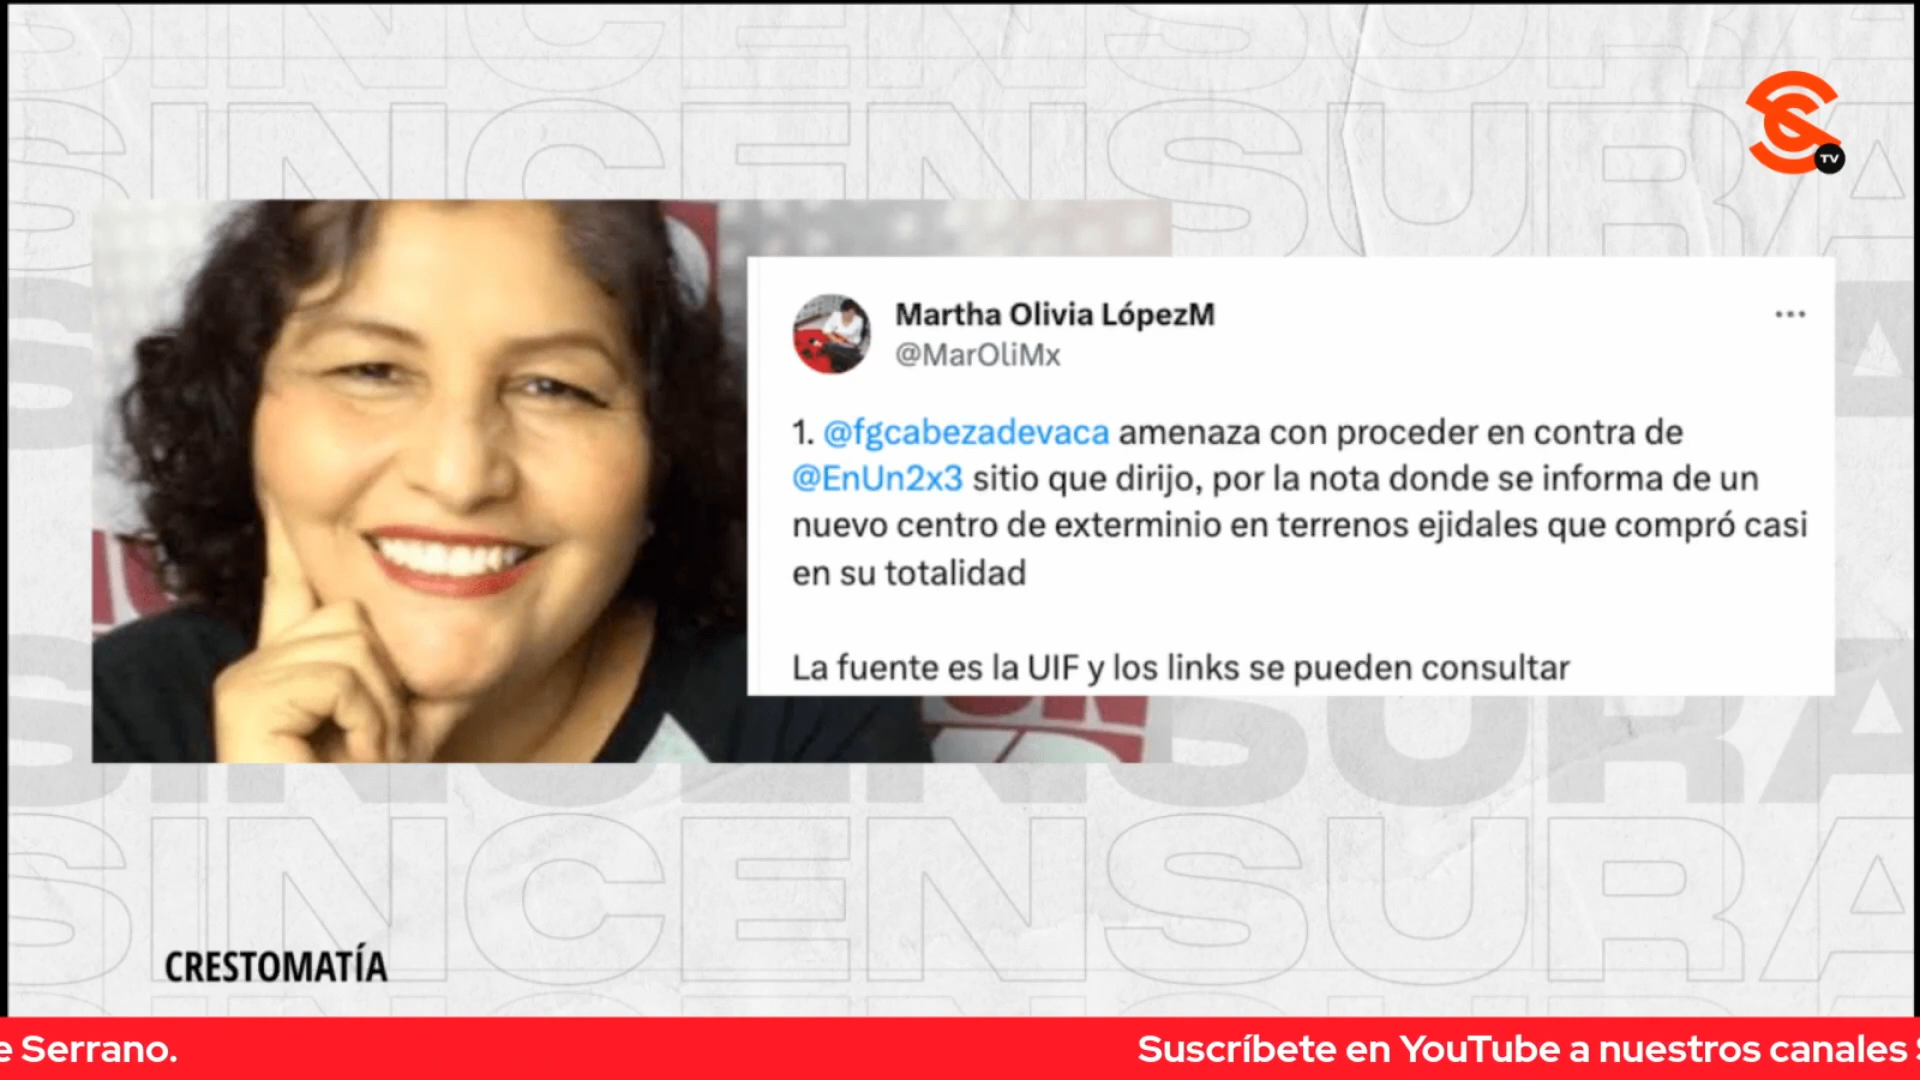 SINCENSURA
SINCENSURA
TV
Martha Olivia LópezM
@MarOliMx
1. @fgcabezadevaca amenaza con proceder en contra de
@EnUn2x3 sitio que dirijo, por la nota donde se informa de un
nuevo centro de exterminio en terrenos ejidales que compró casi
en su totalidad
La fuente es la UIF y los links se pueden consultar
SINCENSURA
SINCENSURA
CRESTOMATÍA
SINCENSURA
e Serrano.
Suscríbete en YouTube a nuestros canales